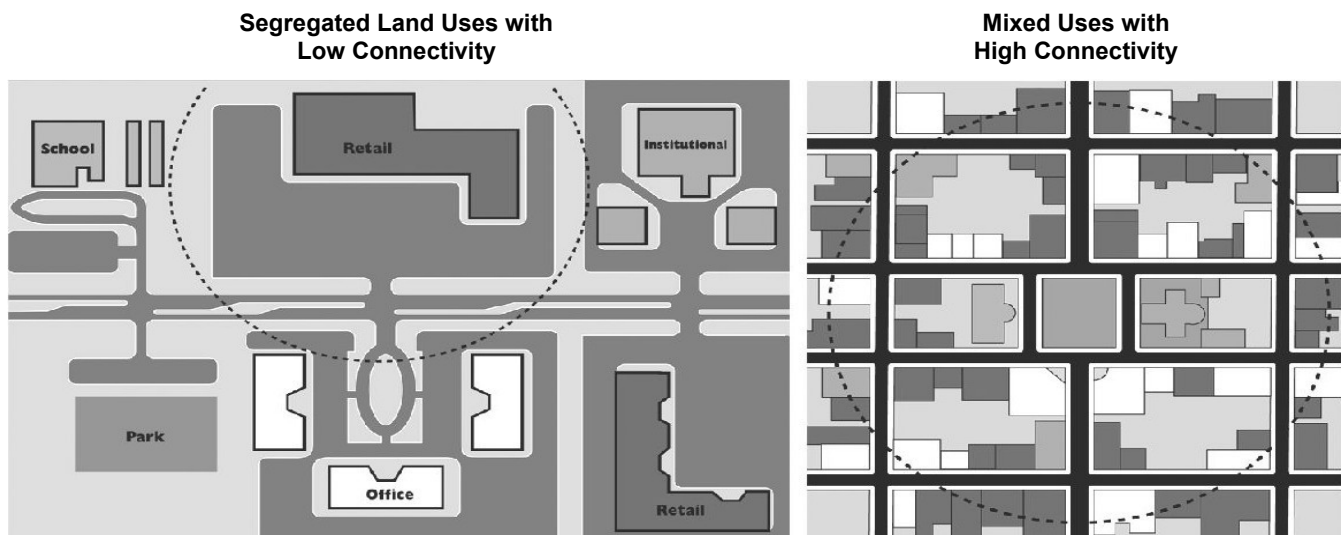 Segregated Land Uses with
Low Connectivity
Mixed Uses with
High Connectivity
School
Retail
Institutional
Park
Office
Retail